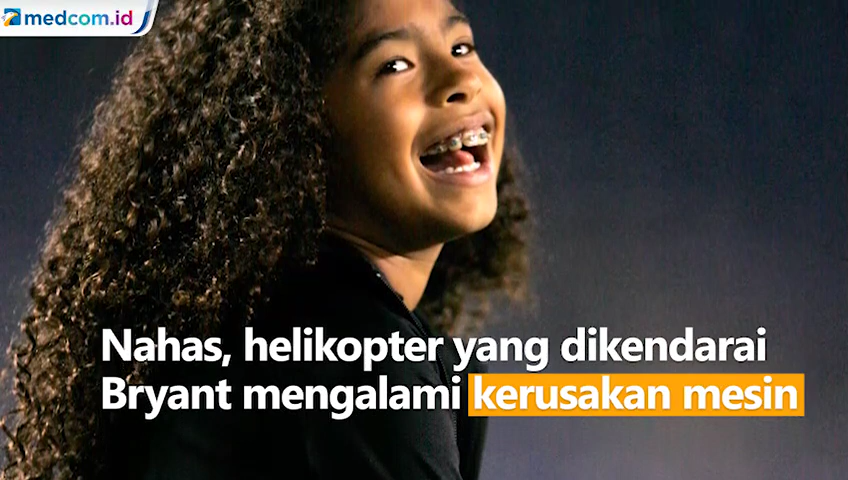 medcom.id
Nahas, helikopter yang dikendarai
Bryant mengalami kerusakan mesin